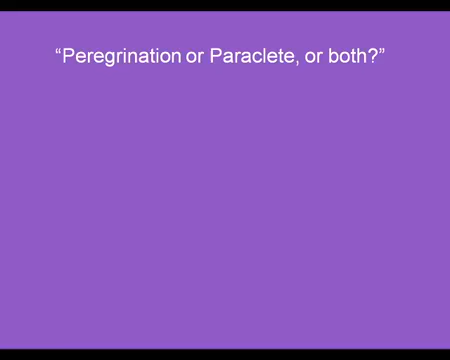 “Peregrination or Paraclete, or both?”